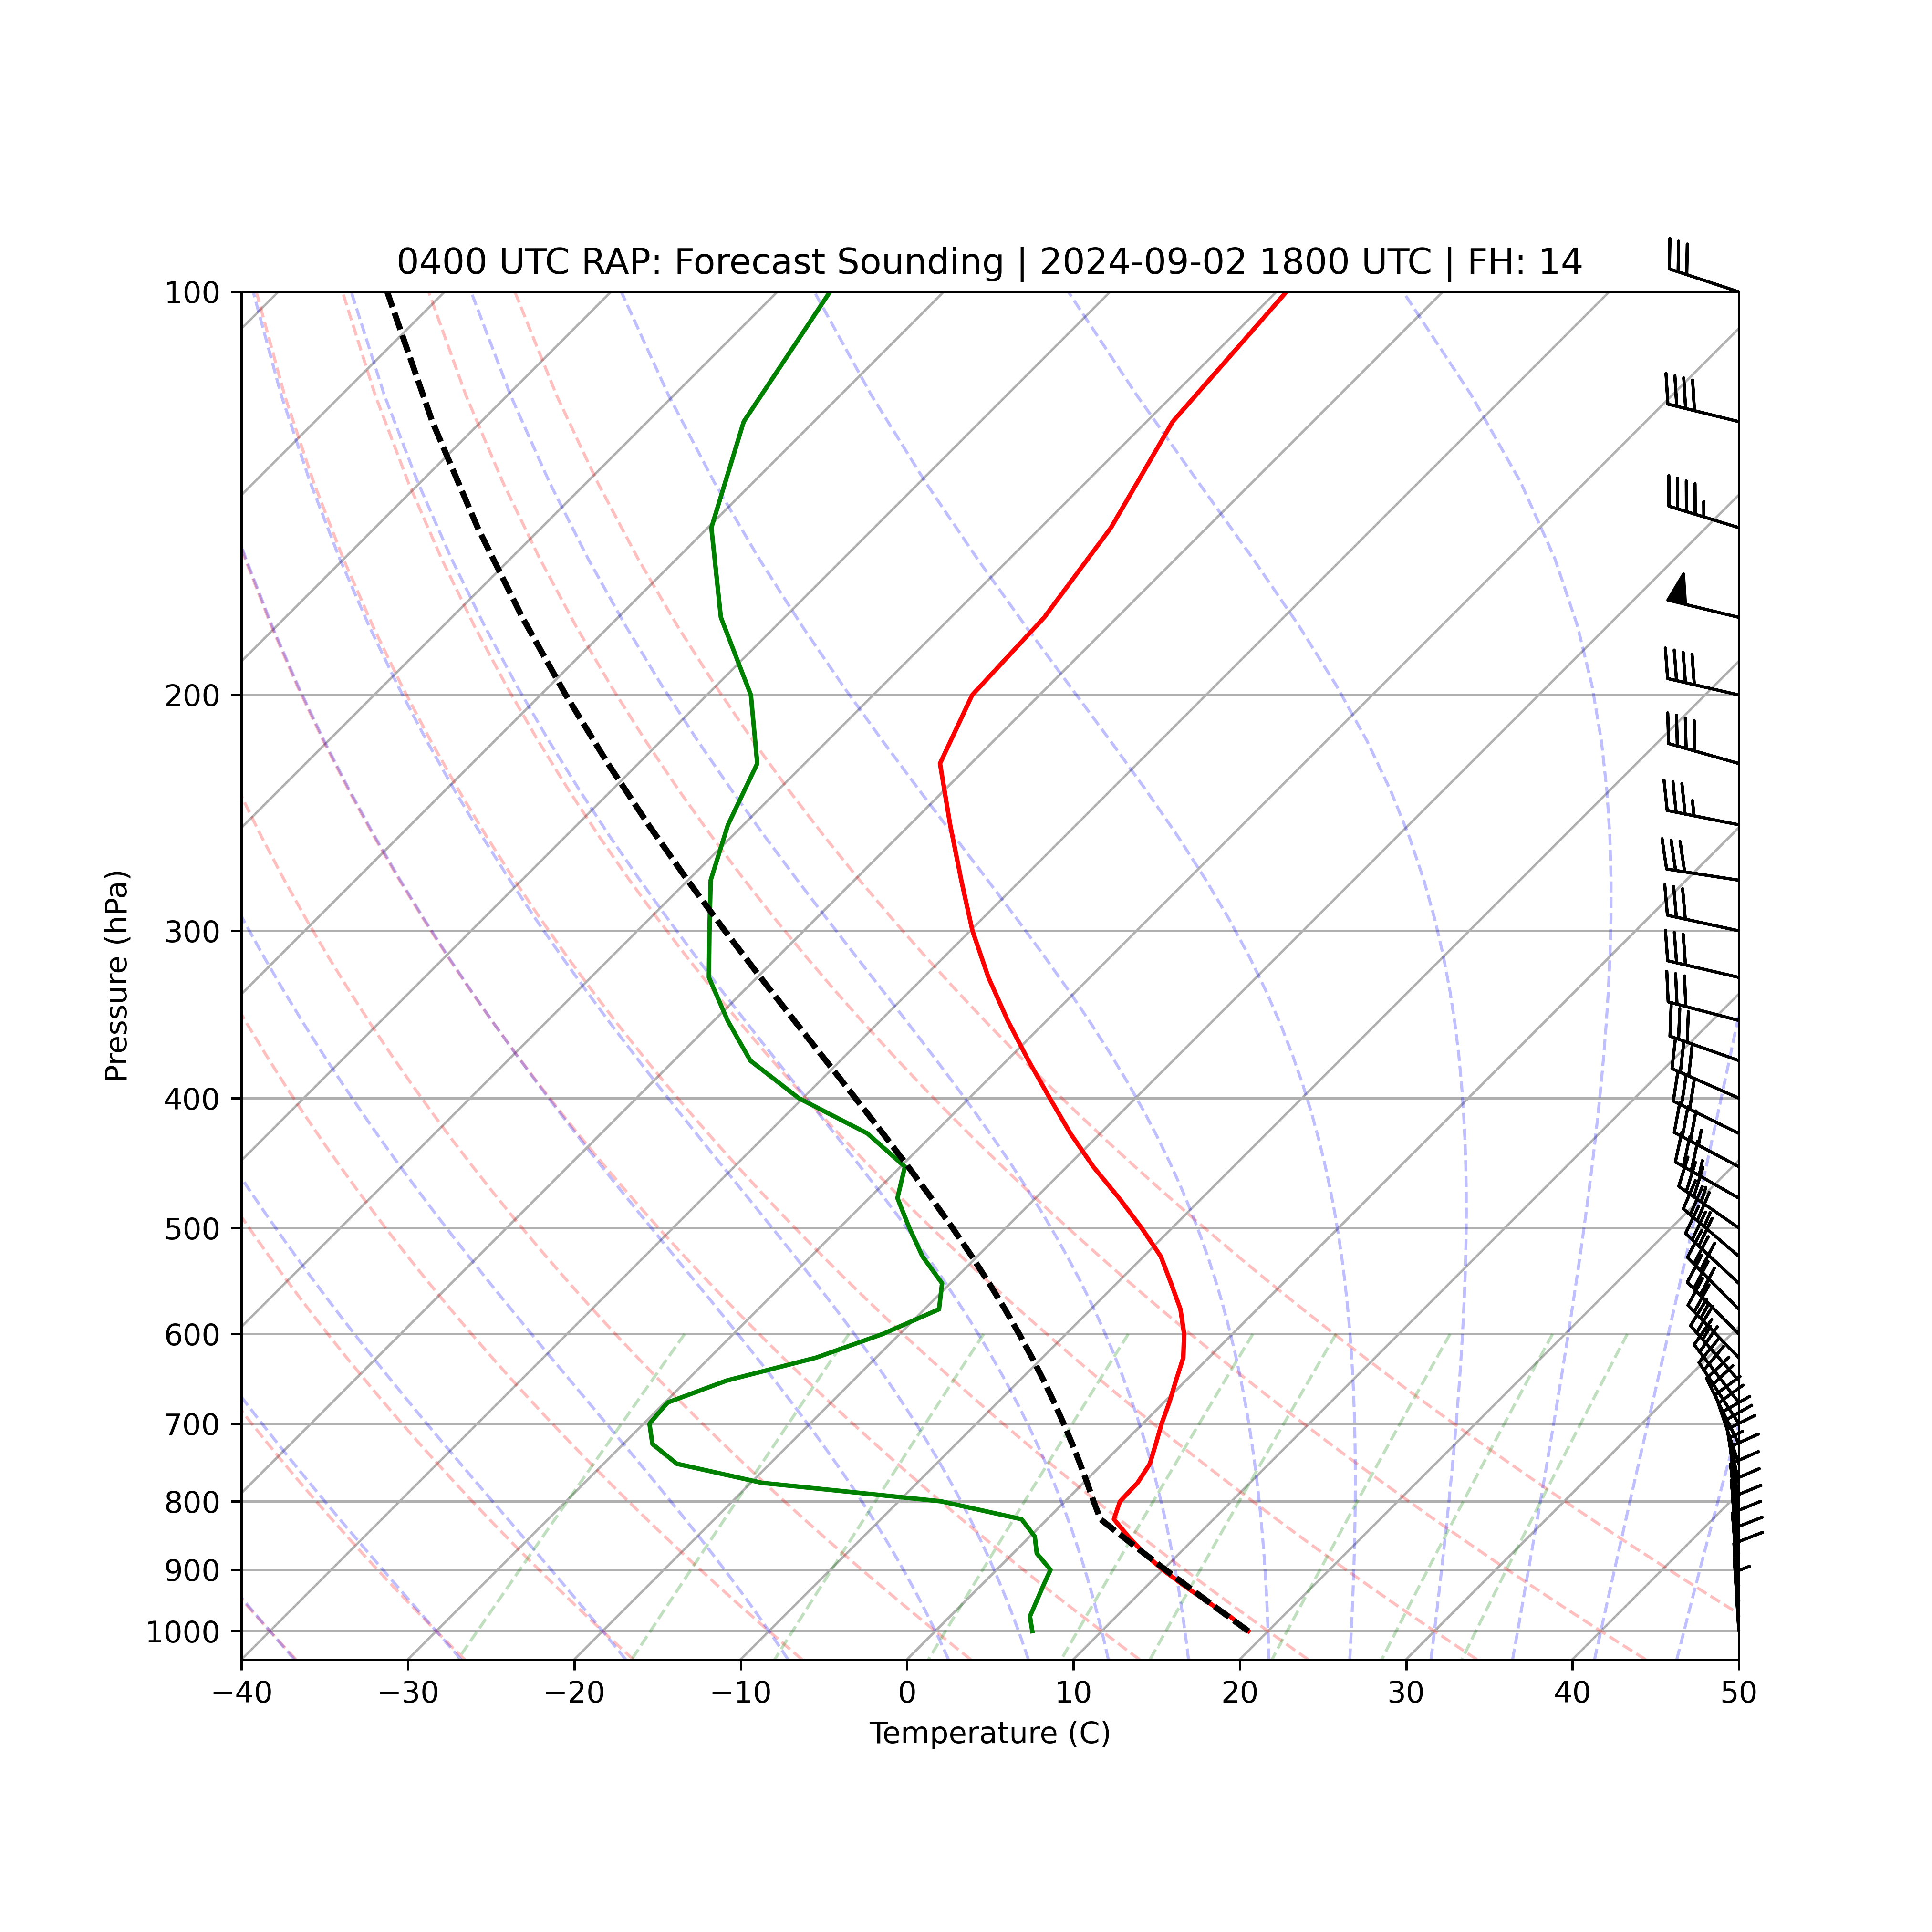 0400 UTC RAP: Forecast Sounding | 2024-09-02 1800 UTC | FH: 14
100
200
300
400
500
600
700
800
900
1000
Pressure (hPa)
−40 −30 −20 −10 0 10 20 30 40 50
Temperature (C)